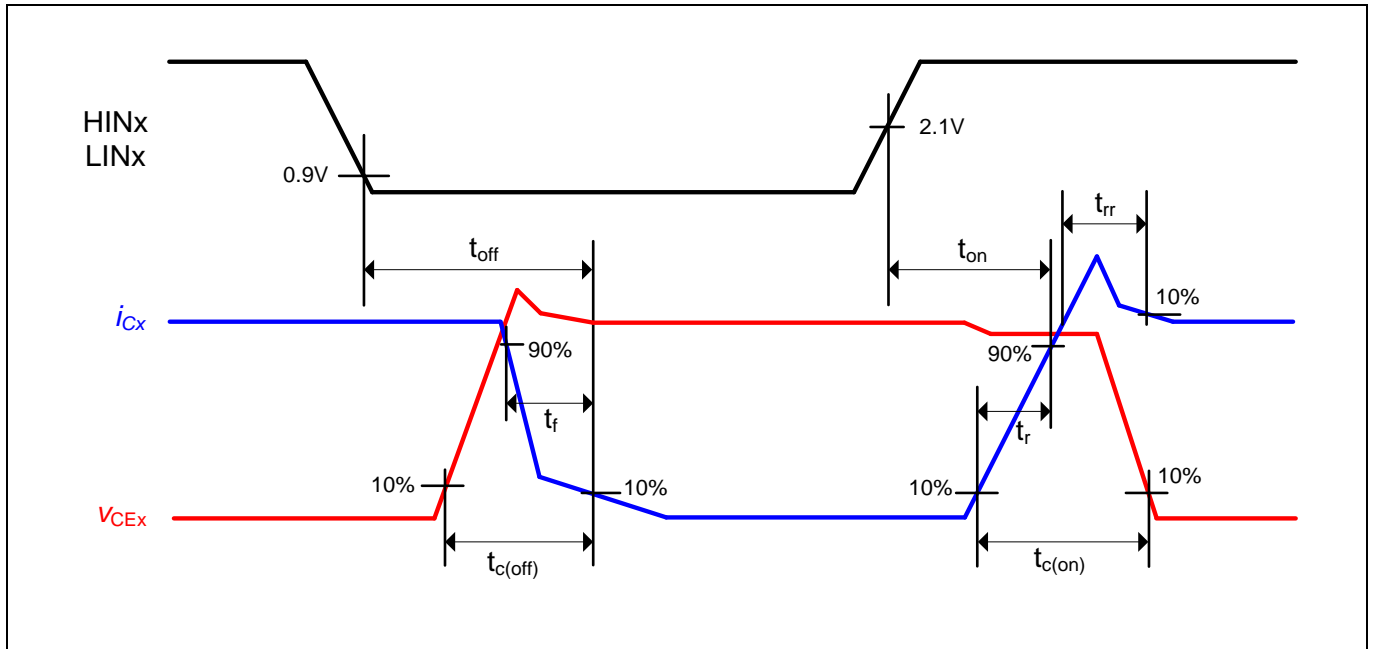 HINx
LINx
0.9V
2.1V
toff
ton
trr
iCx
90%
tf
10%
10%
vCEx
tc(off)
90%
tr
10%
10%
10%
tc(on)